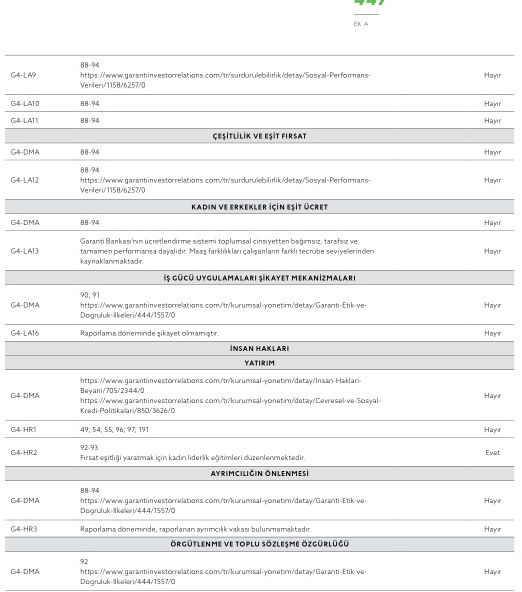 447
EK A
88-94
G4-LA9 https://www.garantiinvestorrelations.com/tr/surdurulebilirlik/detay/Sosyal-Performans- Hayır
Verileri/1158/6257/0
G4-LA10 88-94 Hayır
G4-LA11 88-94 Hayır
ÇEŞİTLİLİK VE EŞİT FIRSAT
G4-DMA 88-94 Hayır
88-94
G4-LA12 https://www.garantiinvestorrelations.com/tr/surdurulebilirlik/detay/Sosyal-Performans- Hayır
Verileri/1158/6257/0
KADIN VE ERKEKLER İÇİN EŞİT ÜCRET
G4-DMA 88-94 Hayır
Garanti Bankası'nın ücretlendirme sistemi toplumsal cinsiyetten bağımsız, tarafsız ve
G4-LA13 tamamen performansa dayalıdır. Maaş farklılıkları çalışanların farklı tecrübe seviyelerinden Hayır
kaynaklanmaktadır.
İŞ GÜCÜ UYGULAMALARI ŞİKAYET MEKANİZMALARI
90; 91
G4-DMA https://www.garantiinvestorrelations.com/tr/kurumsal-yonetim/detay/Garanti-Etik-ve- Hayır
Dogruluk-Ilkeleri/444/1557/0
G4-LA16 Raporlama döneminde şikayet olmamıştır. Hayır
İNSAN HAKLARI
YATIRIM
https://www.garantiinvestorrelations.com/tr/kurumsal-yonetim/detay/Insan-Haklari-
Beyani/705/2344/0
G4-DMA https://www.garantiinvestorrelations.com/tr/kurumsal-yonetim/detay/Cevresel-ve-Sosyal- Hayır
Kredi-Politikalari/850/3626/0
G4-HR1 49; 54; 55; 96; 97; 191 Hayır
92-93
G4-HR2 Fırsat eşitliği yaratmak için kadın liderlik eğitimleri düzenlenmektedir. Evet
AYRIMCILIĞIN ÖNLENMESİ
88-94
G4-DMA https://www.garantiinvestorrelations.com/tr/kurumsal-yonetim/detay/Garanti-Etik-ve- Hayır
Dogruluk-Ilkeleri/444/1557/0
G4-HR3 Raporlama döneminde, raporlanan ayrımcılık vakası bulunmamaktadır. Hayır
ÖRGÜTLENME VE TOPLU SÖZLEŞME ÖZGÜRLÜĞÜ
92
G4-DMA https://www.garantiinvestorrelations.com/tr/kurumsal-yonetim/detay/Garanti-Etik-ve- Hayır
Dogruluk-Ilkeleri/444/1557/0